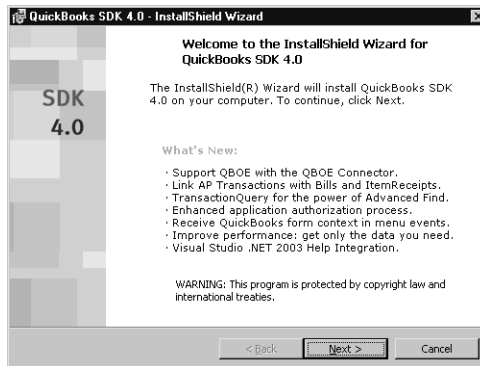 QuickBooks SDK 4.0 - InstallShield Wizard
Welcome to the InstallShield Wizard for
QuickBooks SDK 4.0
The InstallShield(R) Wizard will install QuickBooks SDK
4.0 on your computer. To continue, click Next.
SDK
4.0
What's New:
· Support QBOE with the QBOE Connector.
· Link AP Transactions with Bills and ItemReceipts.
· TransactionQuery for the power of Advanced Find.
· Enhanced application authorization process.
· Receive QuickBooks form context in menu events.
· Improve performance: get only the data you need.
· Visual Studio .NET 2003 Help Integration.
WARNING: This program is protected by copyright law and
international treaties.
< Back Next > Cancel